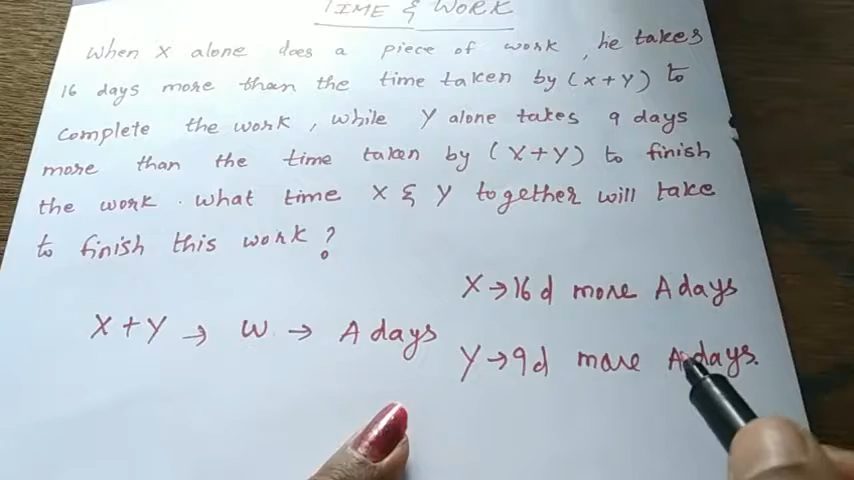 TIME & WORK
When X alone does a piece of work, he takes
16 days more than the time taken by (X+Y) to
complete the work, while Y alone takes 9 days
more than the time taken by (X+Y) to finish
the work. What time X & Y together will take
to finish this work?
X → 16 d more A days
X + Y → W → A days
Y → 9 d more A days.